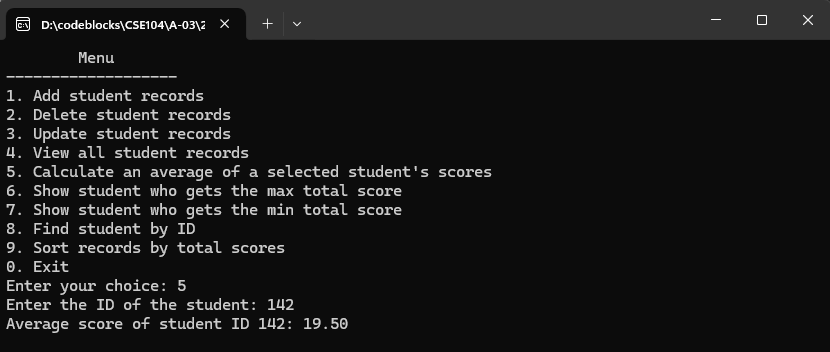 D:\codeblocks\CSE104\A-03\2
Menu
-------------------
1. Add student records
2. Delete student records
3. Update student records
4. View all student records
5. Calculate an average of a selected student's scores
6. Show student who gets the max total score
7. Show student who gets the min total score
8. Find student by ID
9. Sort records by total scores
0. Exit
Enter your choice: 5
Enter the ID of the student: 142
Average score of student ID 142: 19.50